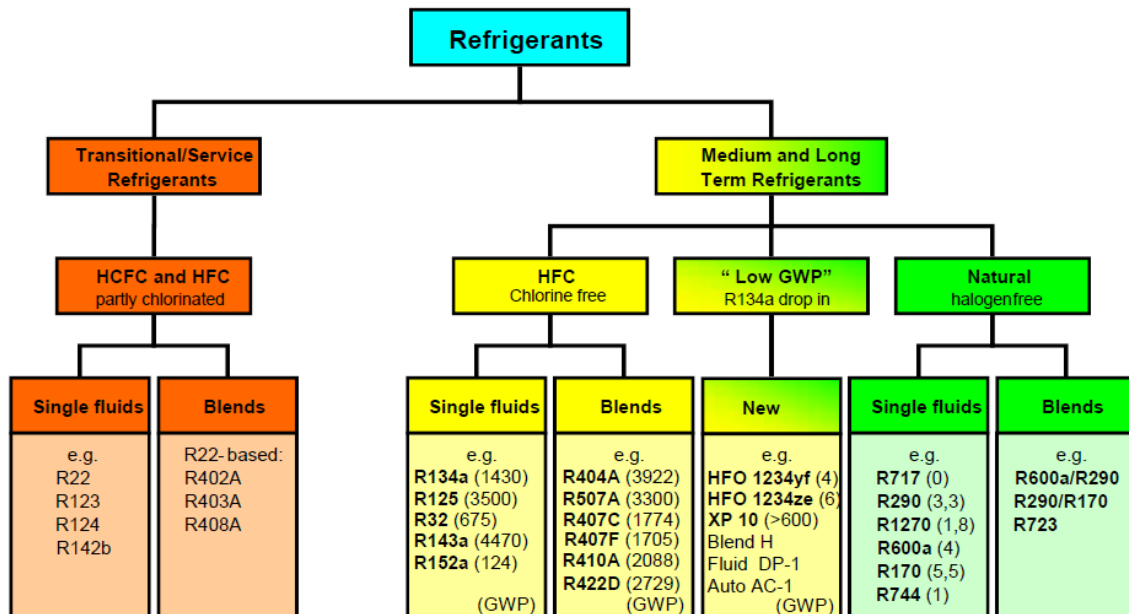 Refrigerants
Transitional/Service
Refrigerants
Medium and Long
Term Refrigerants
HCFC and HFC
partly chlorinated
HFC
Chlorine free
“ Low GWP”
R134a drop in
Natural
halogenfree
Single fluids
e.g.
R22
R123
R124
R142b
Blends
R22-based:
R402A
R403A
R408A
Single fluids
e.g.
R134a (1430)
R125 (3500)
R32 (675)
R143a (4470)
R152a (124)
(GWP)
Blends
e.g.
R404A (3922)
R507A (3300)
R407C (1774)
R407F (1705)
R410A (2088)
R422D (2729)
(GWP)
New
e.g.
HFO 1234yf (4)
HFO 1234ze (6)
XP 10 (>600)
Blend H
Fluid DP-1
Auto AC-1
(GWP)
Single fluids
e.g.
R717 (0)
R290 (3,3)
R1270 (1,8)
R600a (4)
R170 (5,5)
R744 (1)
Blends
e.g.
R600a/R290
R290/R170
R723